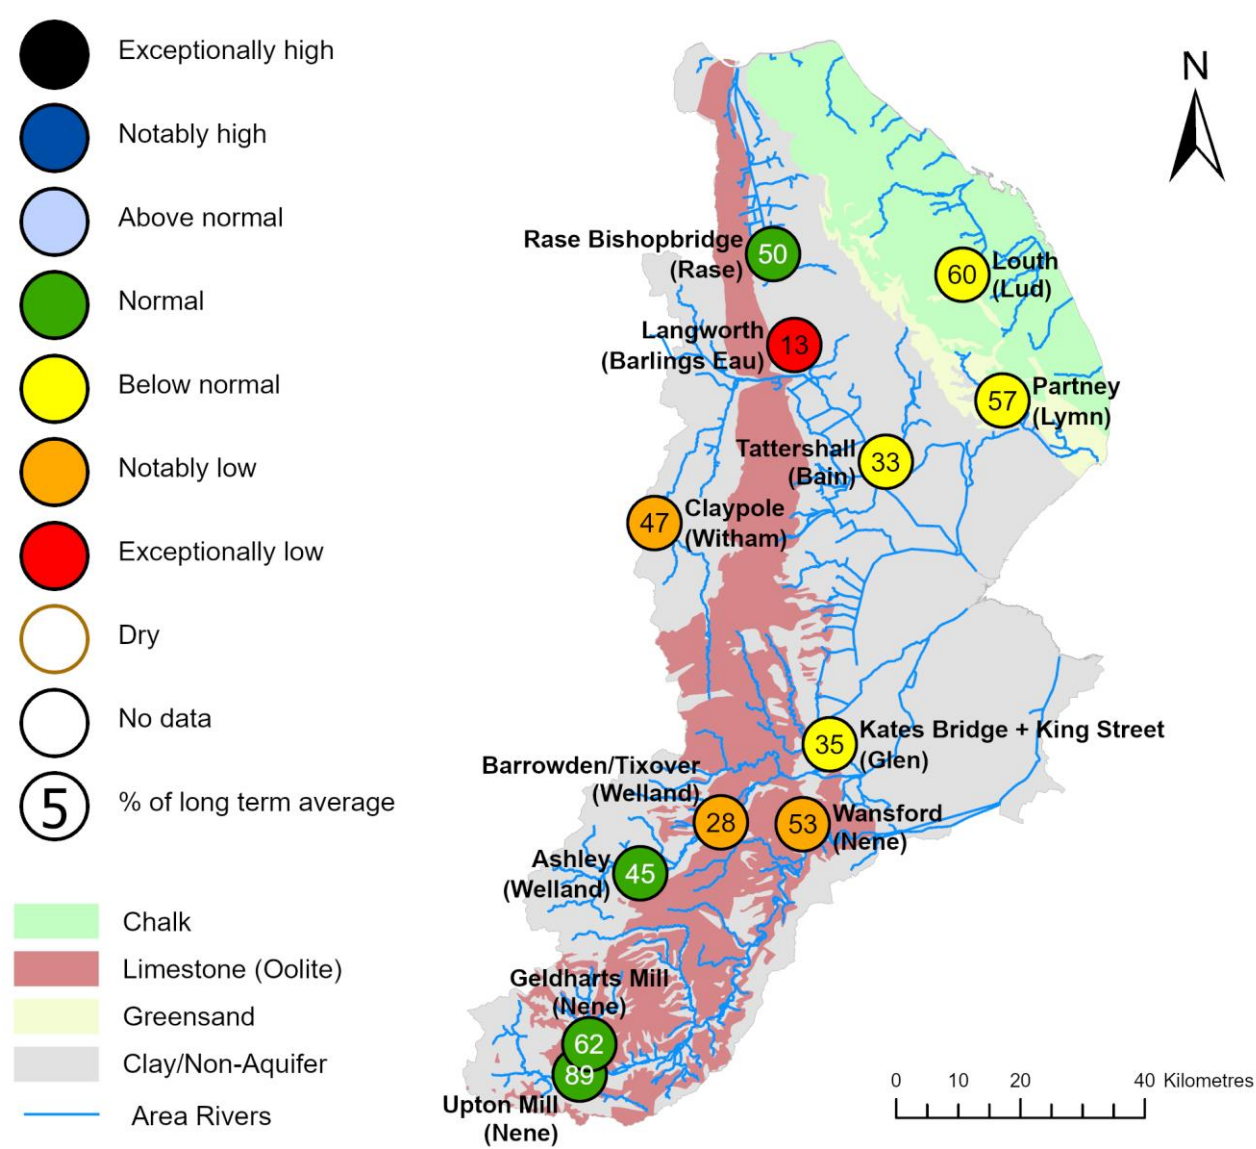 Exceptionally high
Notably high
Above normal
Normal
Below normal
Notably low
Exceptionally low
Dry
No data
5 % of long term average
Chalk
Limestone (Oolite)
Greensand
Clay/Non-Aquifer
Area Rivers
N
Rase Bishopbridge
(Rase)
50
Louth
(Lud)
60
Langworth
(Barlings Eau)
13
Partney
(Lymn)
57
Tattershall
(Bain)
33
Claypole
(Witham)
47
Kates Bridge + King Street
(Glen)
35
Barrowden/Tixover
(Welland)
28
Wansford
(Nene)
53
Ashley
(Welland)
45
Geldharts Mill
(Nene)
62
89
Upton Mill
(Nene)
0 10 20 40 Kilometres